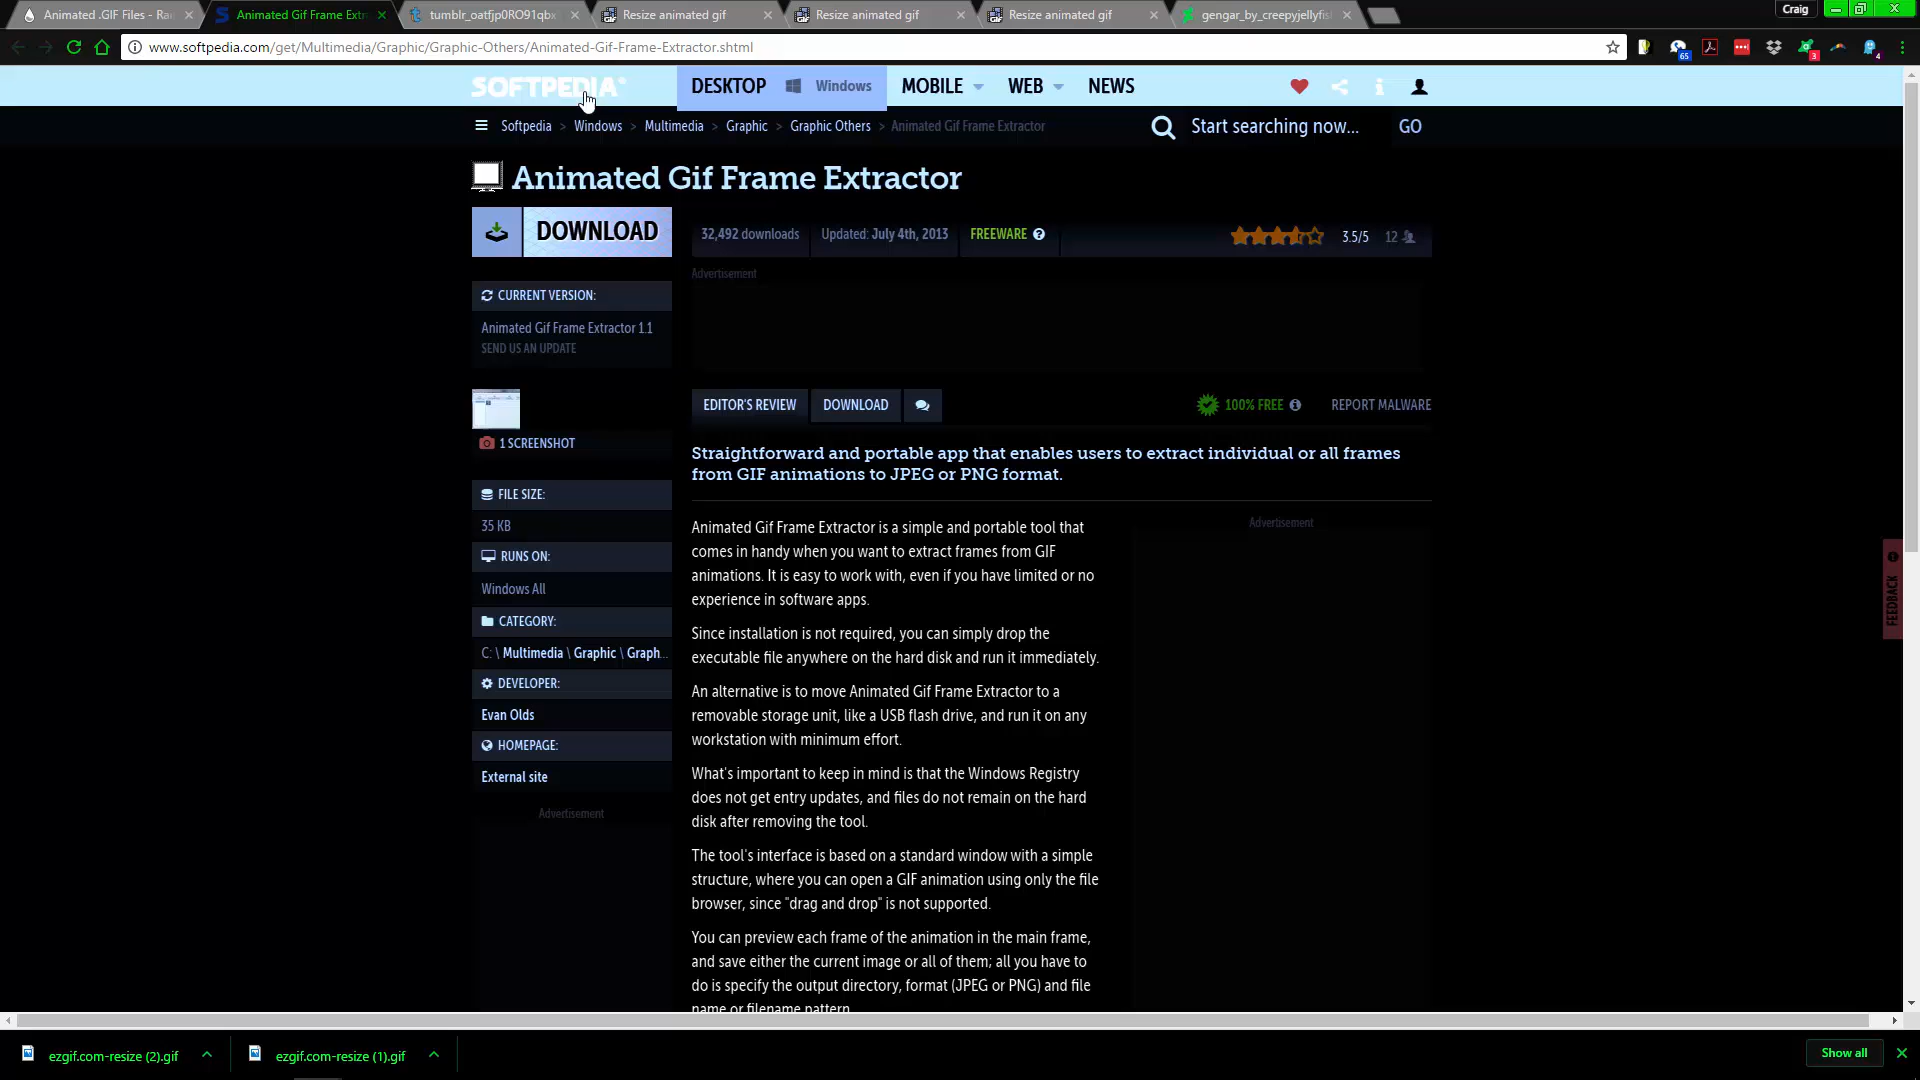 Animated .GIF Files - Ra
Animated Gif Frame Extr
tumblr_oatfjp0RO91qbx
Resize animated gif
Resize animated gif
Resize animated gif
gengar_by_creepyjellyfis
Craig
www.softpedia.com/get/Multimedia/Graphic/Graphic-Others/Animated-Gif-Frame-Extractor.shtml
65
3
4
SOFTPEDIA®
DESKTOP Windows MOBILE WEB NEWS
Softpedia > Windows > Multimedia > Graphic > Graphic Others > Animated Gif Frame Extractor
Start searching now... GO
Animated Gif Frame Extractor
DOWNLOAD
32,492 downloads Updated: July 4th, 2013 FREEWARE 3.5/5 12
Advertisement
CURRENT VERSION:
Animated Gif Frame Extractor 1.1
SEND US AN UPDATE
1 SCREENSHOT
EDITOR'S REVIEW DOWNLOAD 100% FREE REPORT MALWARE
Straightforward and portable app that enables users to extract individual or all frames
from GIF animations to JPEG or PNG format.
FILE SIZE:
35 KB
RUNS ON:
Windows All
CATEGORY:
C: \ Multimedia \ Graphic \ Graph...
DEVELOPER:
Evan Olds
HOMEPAGE:
External site
Advertisement
Animated Gif Frame Extractor is a simple and portable tool that
comes in handy when you want to extract frames from GIF
animations. It is easy to work with, even if you have limited or no
experience in software apps.
Since installation is not required, you can simply drop the
executable file anywhere on the hard disk and run it immediately.
An alternative is to move Animated Gif Frame Extractor to a
removable storage unit, like a USB flash drive, and run it on any
workstation with minimum effort.
What's important to keep in mind is that the Windows Registry
does not get entry updates, and files do not remain on the hard
disk after removing the tool.
The tool's interface is based on a standard window with a simple
structure, where you can open a GIF animation using only the file
browser, since "drag and drop" is not supported.
You can preview each frame of the animation in the main frame,
and save either the current image or all of them; all you have to
do is specify the output directory, format (JPEG or PNG) and file
name or filename pattern.
Advertisement
FEEDBACK
ezgif.com-resize (2).gif
ezgif.com-resize (1).gif
Show all